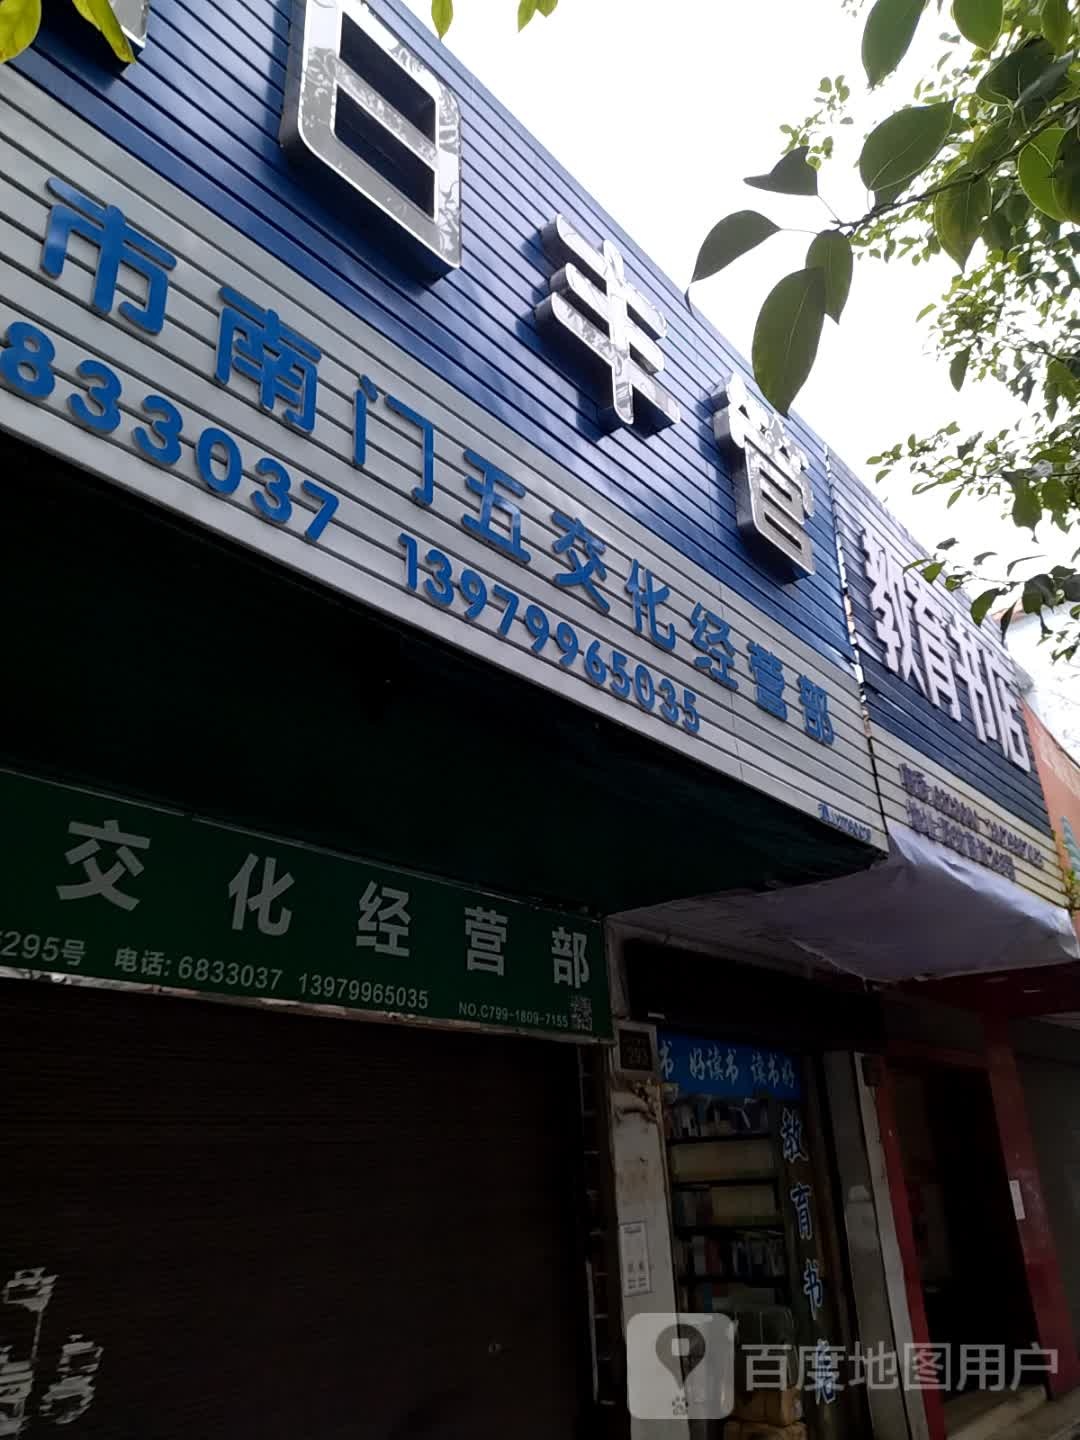 日丰管
市南门五交化经营部
833037 13979965035
教育书店
交化经营部
295号 电话: 6833037 13979965035
NO.C799-1809-7155
293
书 好读书 读书好
教育书店
百度地图用户